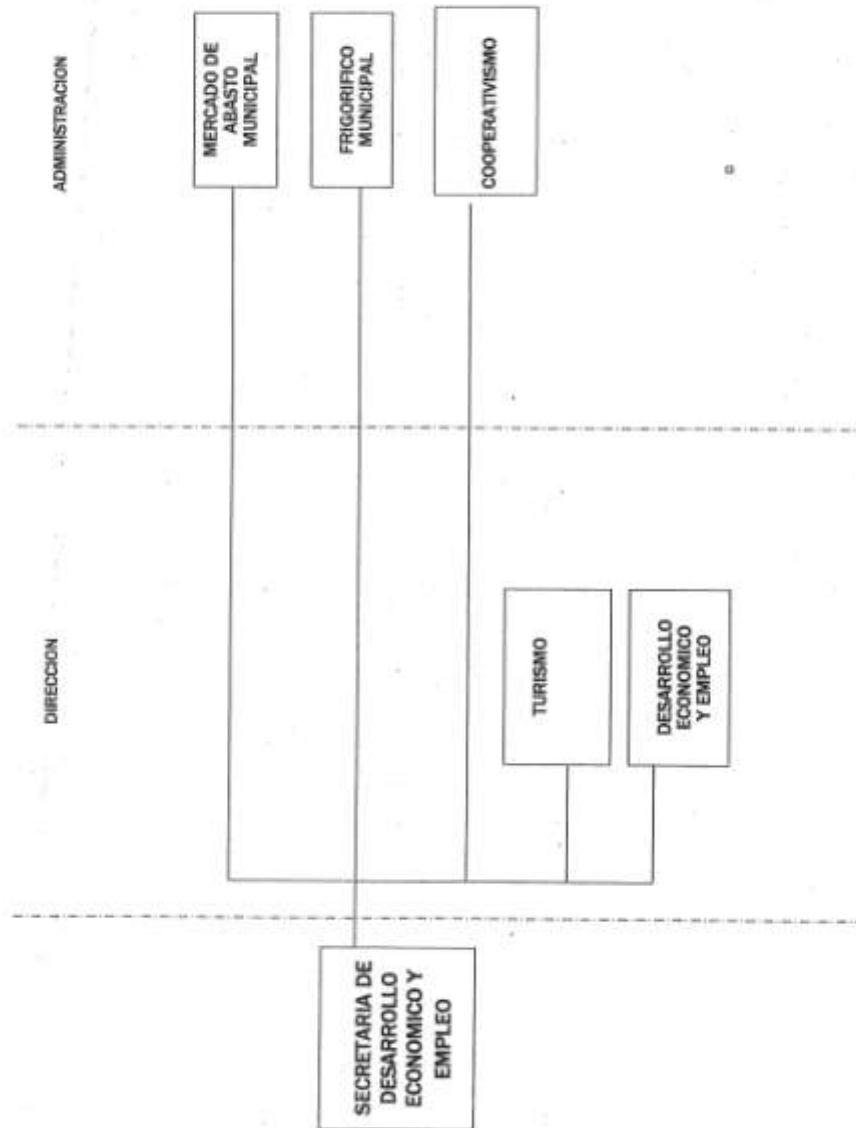 DIRECCION
ADMINISTRACION
SECRETARIA DE
DESARROLLO
ECONOMICO Y
EMPLEO
MERCADO DE
ABASTO
MUNICIPAL
FRIGORIFICO
MUNICIPAL
COOPERATIVISMO
TURISMO
DESARROLLO
ECONOMICO
Y EMPLEO